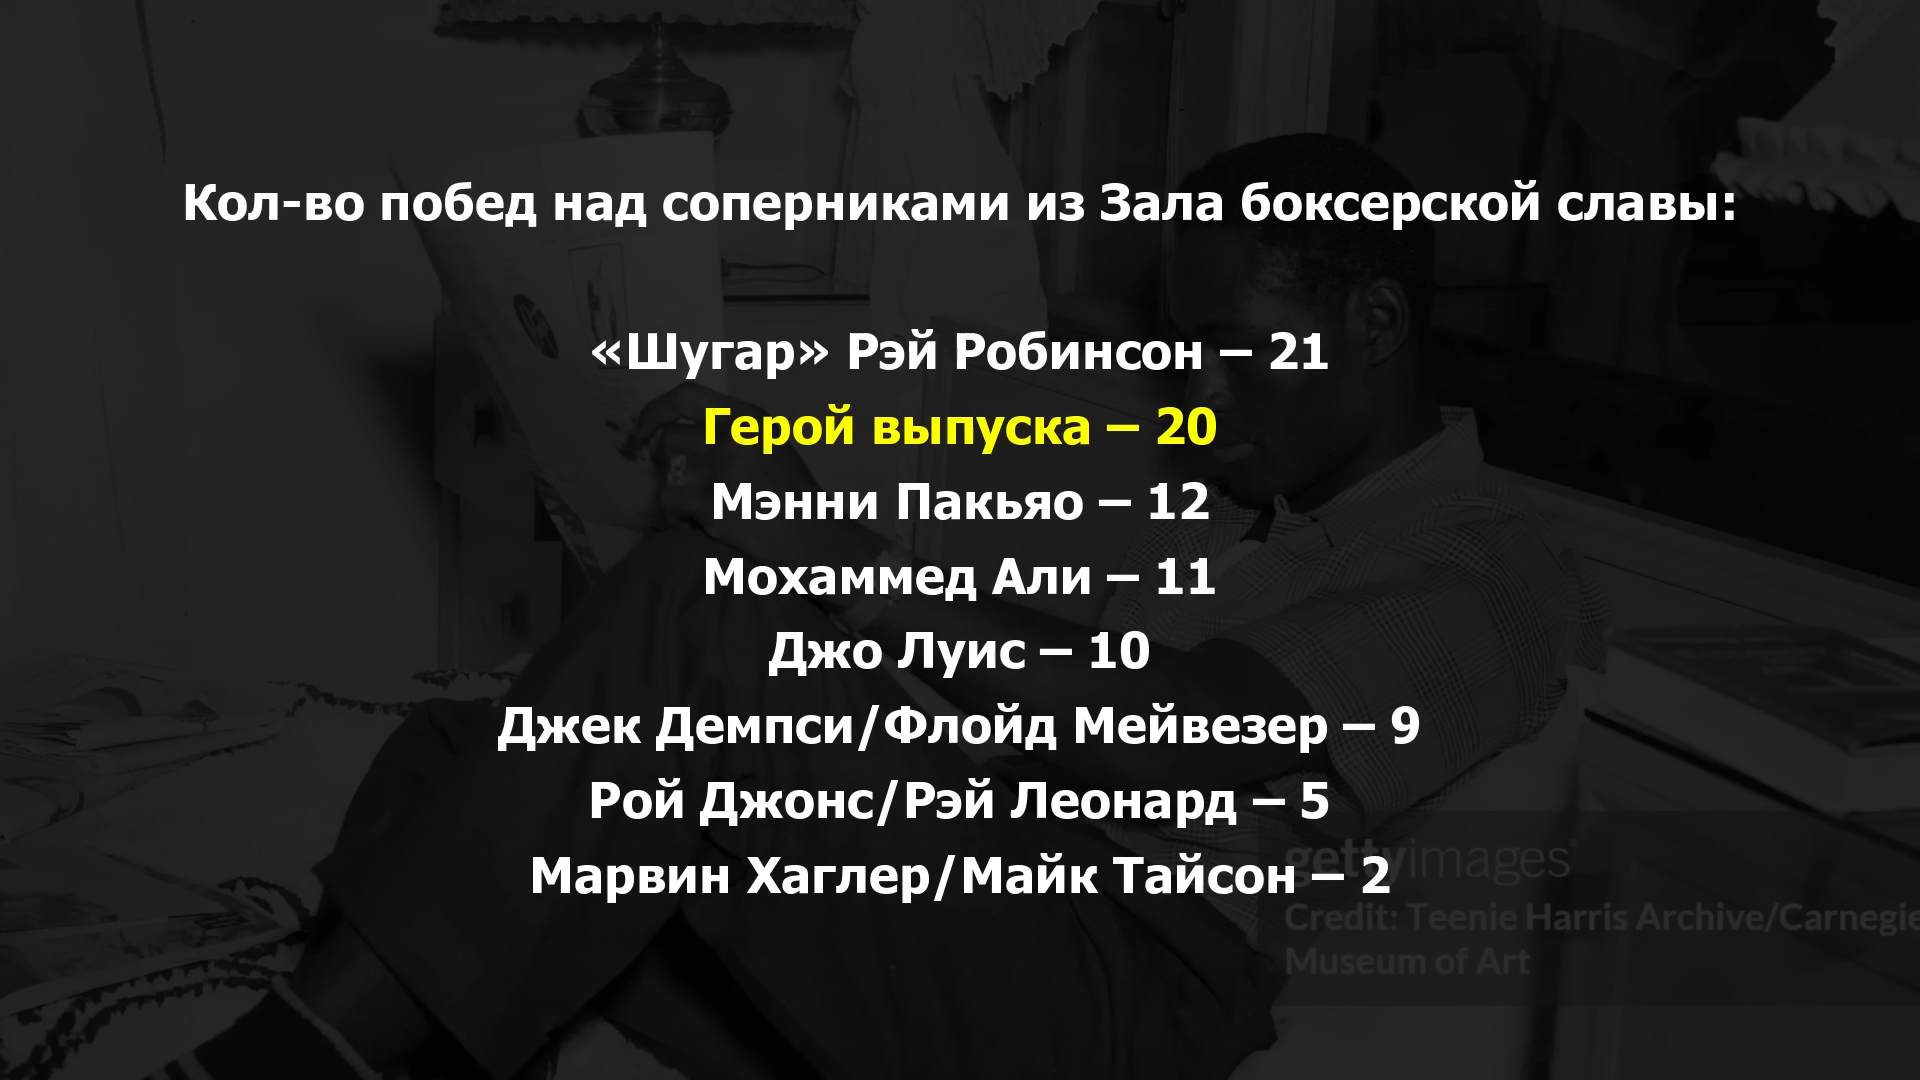 Кол-во побед над соперниками из Зала боксерской славы:
«Шугар» Рэй Робинсон – 21
Герой выпуска – 20
Мэнни Пакьяо – 12
Мохаммед Али – 11
Джо Луис – 10
Джек Демпси/Флойд Мейвезер – 9
Рой Джонс/Рэй Леонард – 5
Марвин Хаглер/Майк Тайсон – 2
gettyimages
Credit: Teenie Harris Archive/Carnegie
Museum of Art